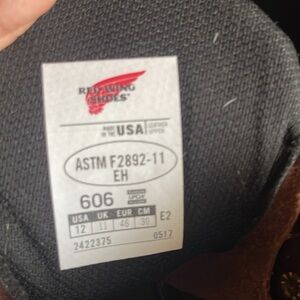 RED WING
SHOES
MADE IN THE USA LEATHER UPPER
ASTM F2892-11
EH
606
USA UK EUR CM
12 11 46 30 E2
2422375 0517